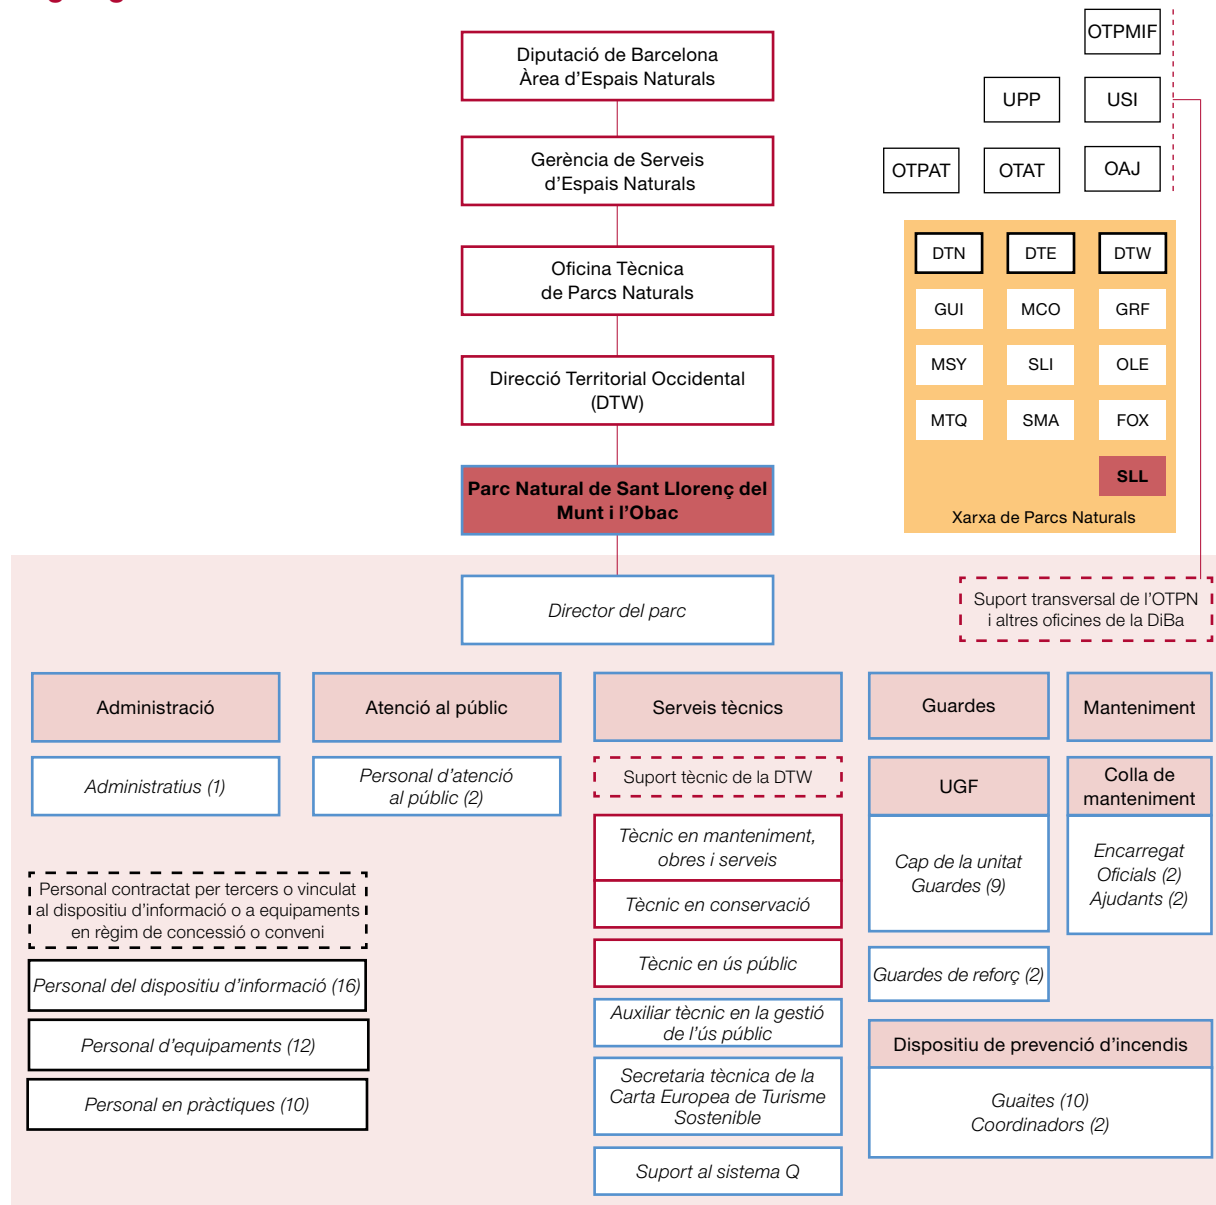 Diputació de Barcelona
Àrea d'Espais Naturals
Gerència de Serveis
d'Espais Naturals
Oficina Tècnica
de Parcs Naturals
Direcció Territorial Occidental
(DTW)
Parc Natural de Sant Llorenç del
Munt i l'Obac
Director del parc
OTPMIF
UPP
USI
OTPAT
OTAT
OAJ
DTN
DTE
DTW
GUI
MCO
GRF
MSY
SLI
OLE
MTQ
SMA
FOX
SLL
Xarxa de Parcs Naturals
Suport transversal de l'OTPN
i altres oficines de la DiBa
Administració
Administratius (1)
Atenció al públic
Personal d'atenció
al públic (2)
Serveis tècnics
Suport tècnic de la DTW
Tècnic en manteniment,
obres i serveis
Tècnic en conservació
Tècnic en ús públic
Auxiliar tècnic en la gestió
de l'ús públic
Secretaria tècnica de la
Carta Europea de Turisme
Sostenible
Suport al sistema Q
Guardes
UGF
Cap de la unitat
Guardes (9)
Guardes de reforç (2)
Manteniment
Colla de
manteniment
Encarregat
Oficials (2)
Ajudants (2)
Dispositiu de prevenció d'incendis
Guaites (10)
Coordinadors (2)
Personal contractat per tercers o vinculat
al dispositiu d'informació o a equipaments
en règim de concessió o conveni
Personal del dispositiu d'informació (16)
Personal d'equipaments (12)
Personal en pràctiques (10)